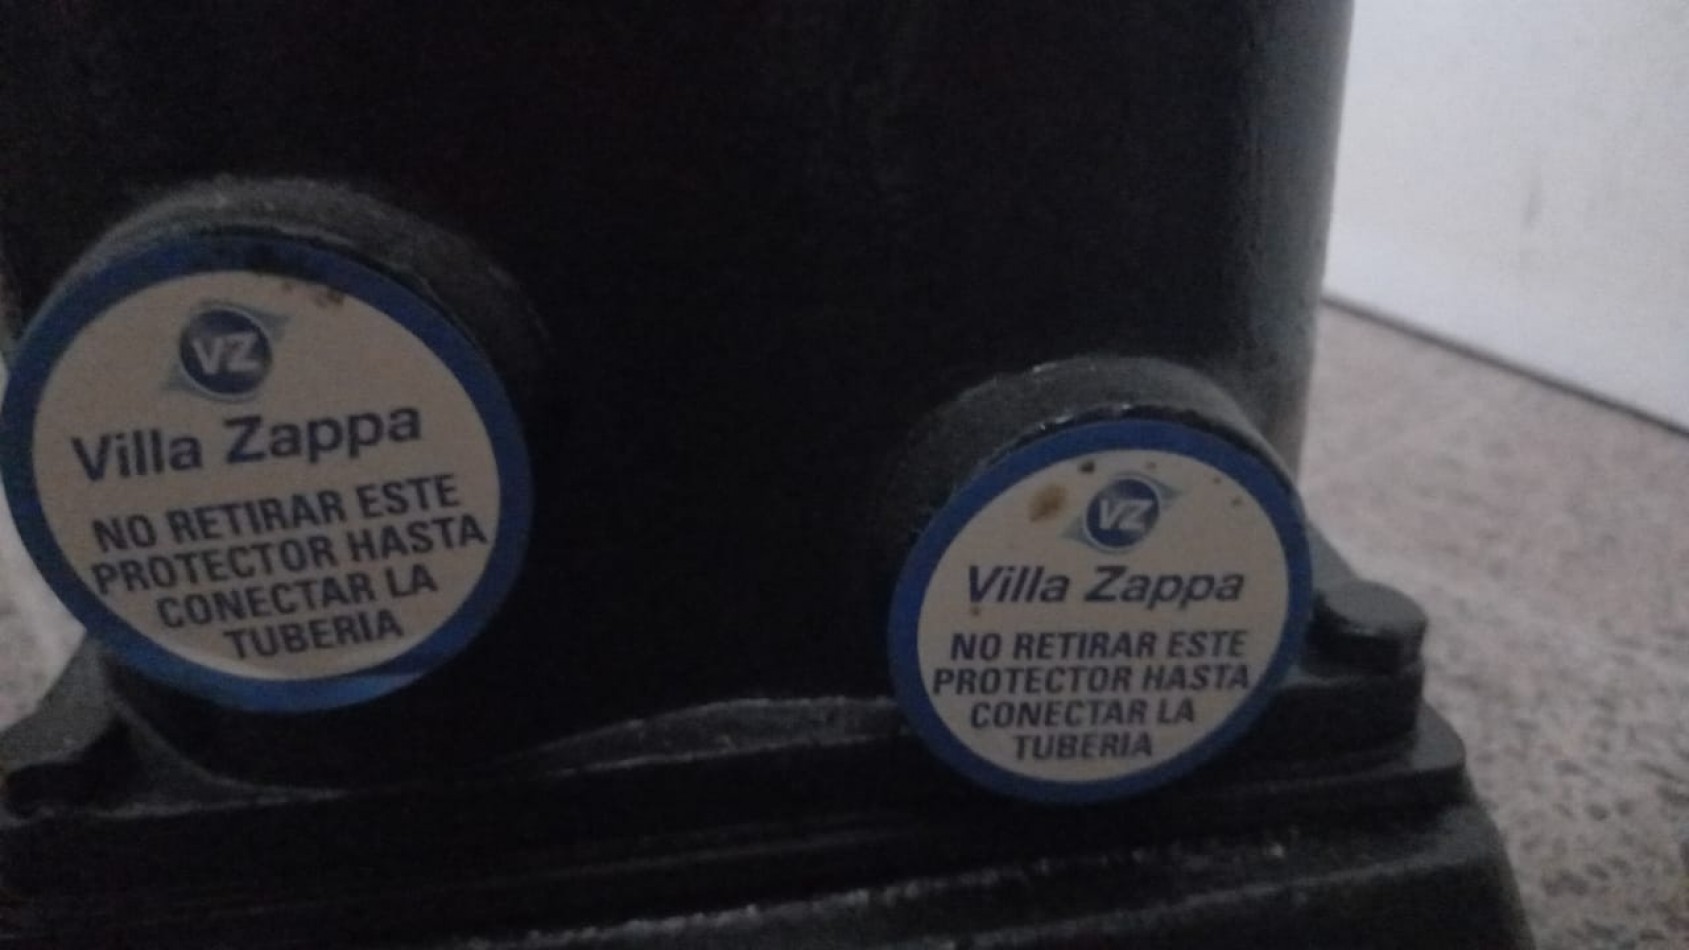 VZ
Villa Zappa
NO RETIRAR ESTE
PROTECTOR HASTA
CONECTAR LA
TUBERIA
VZ
Villa Zappa
NO RETIRAR ESTE
PROTECTOR HASTA
CONECTAR LA
TUBERIA